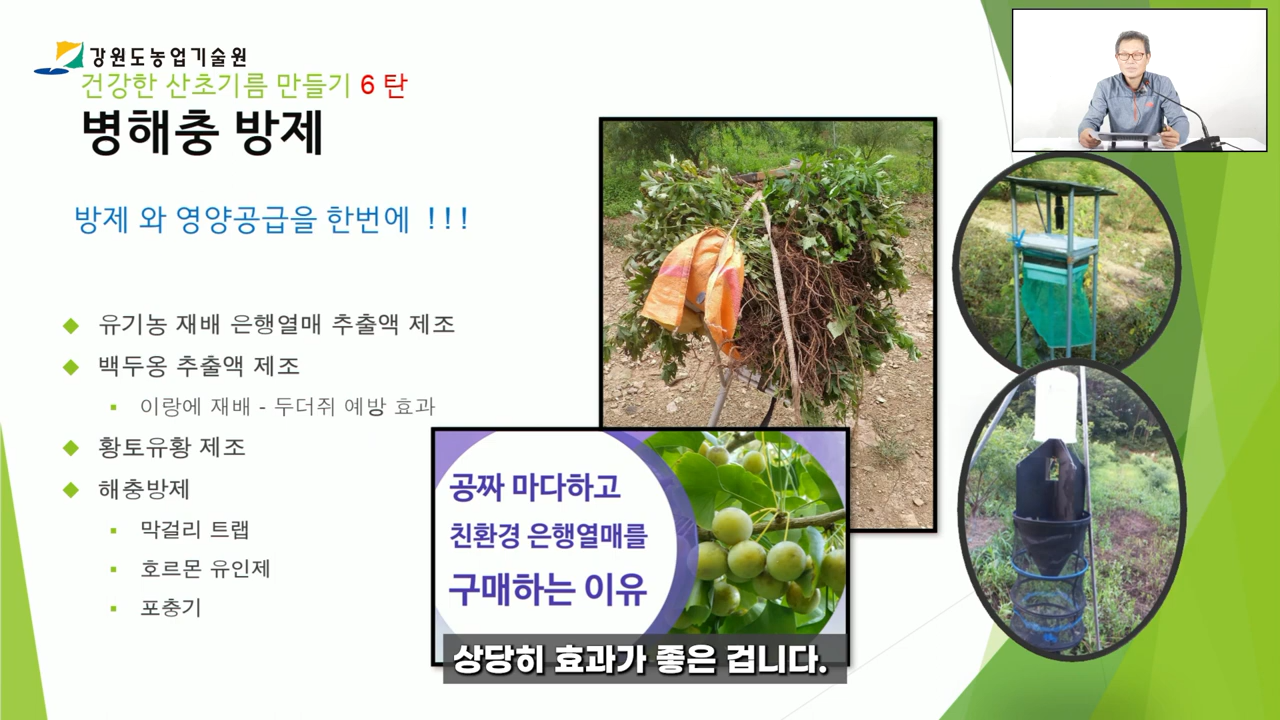 강원도농업기술원
건강한 산초기름 만들기 6 탄
병해충 방제
방제 와 영양공급을 한번에 !!!
유기농 재배 은행열매 추출액 제조
백두옹 추출액 제조
이랑에 재배 - 두더쥐 예방 효과
황토유황 제조
해충방제
막걸리 트랩
호르몬 유인제
포충기
공짜 마다하고
친환경 은행열매를
구매하는 이유
상당히 효과가 좋은 겁니다.